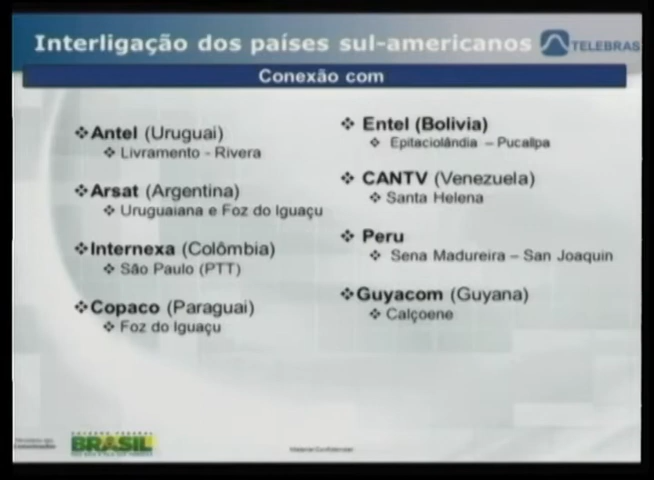 Interligação dos países sul-americanos
TELEBRAS
Conexão com
❖Antel (Uruguai)
❖ Livramento - Rivera
❖Arsat (Argentina)
❖ Uruguaiana e Foz do Iguaçu
❖Internexa (Colômbia)
❖ São Paulo (PTT)
❖Copaco (Paraguai)
❖ Foz do Iguaçu
❖ Entel (Bolivia)
❖ Epitaciolândia – Pucallpa
❖ CANTV (Venezuela)
❖ Santa Helena
❖ Peru
❖ Sena Madureira – San Joaquin
❖Guyacom (Guyana)
❖ Calçoene
BRASIL